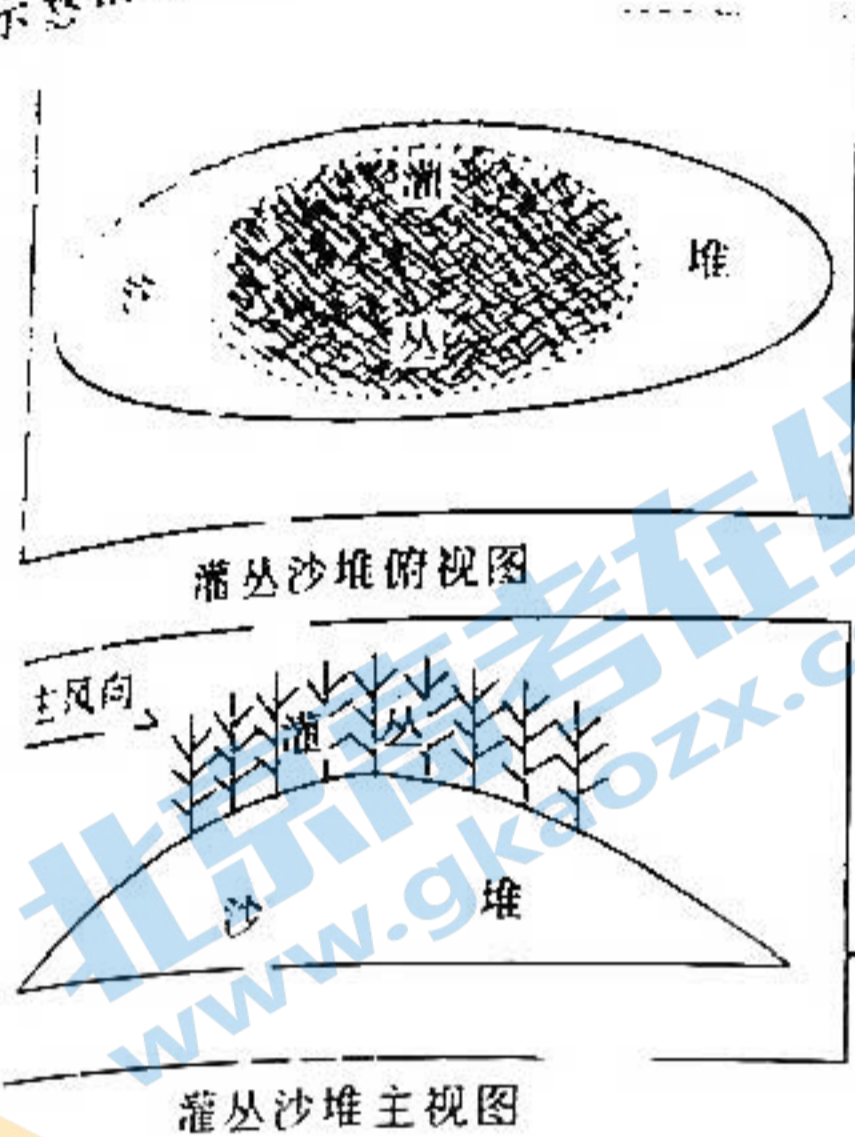 灌
沙 堆
丛
灌丛沙堆俯视图
主风向
灌 丛
沙 堆
灌丛沙堆主视图
北京高考在线
www.gkaozx.c